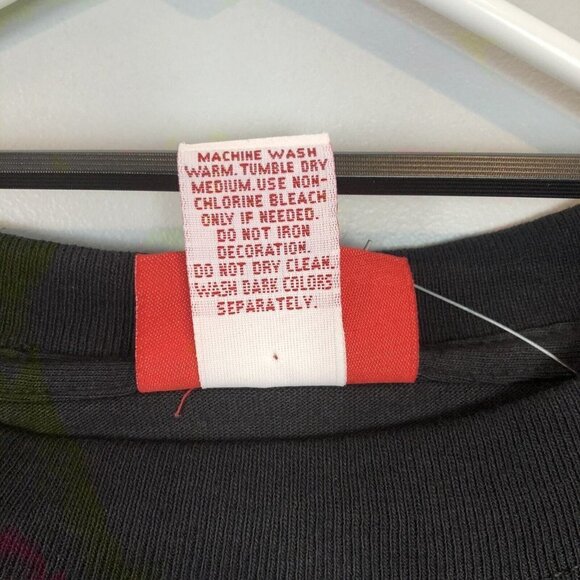 MACHINE WASH
WARM. TUMBLE DRY
MEDIUM. USE NON-
CHLORINE BLEACH
ONLY IF NEEDED.
DO NOT IRON
DECORATION.
DO NOT DRY CLEAN.
WASH DARK COLORS
SEPARATELY.